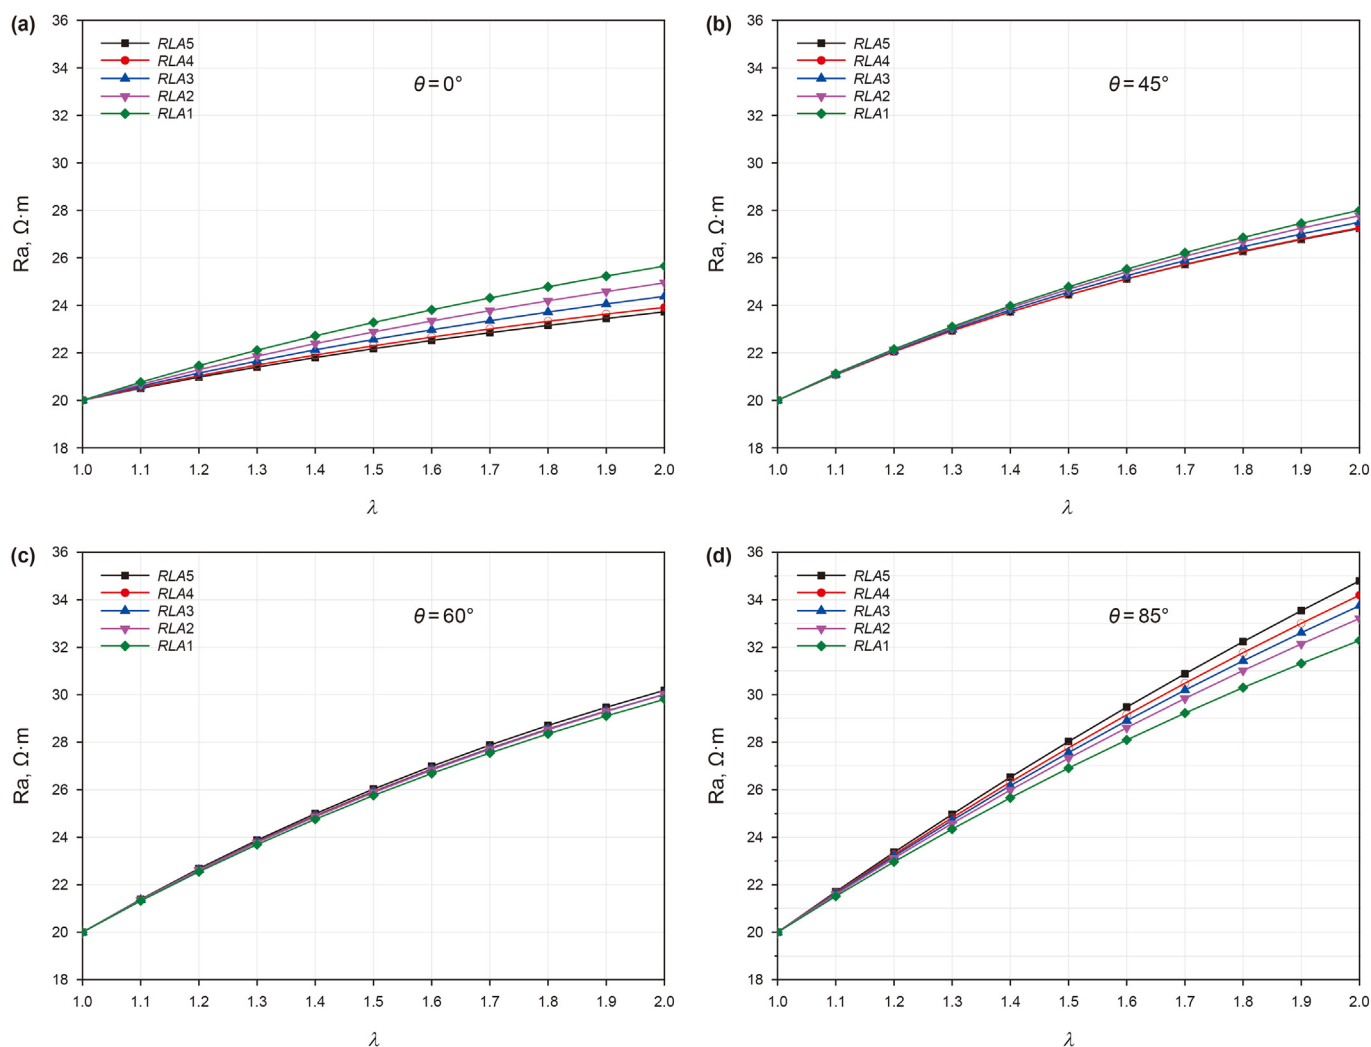 (a)
36
34
32
30
28
26
24
22
20
18
Ra, Ω·m
RLA5
RLA4
RLA3
RLA2
RLA1
θ = 0°
1.0 1.1 1.2 1.3 1.4 1.5 1.6 1.7 1.8 1.9 2.0
λ
(b)
36
34
32
30
28
26
24
22
20
18
Ra, Ω·m
RLA5
RLA4
RLA3
RLA2
RLA1
θ = 45°
1.0 1.1 1.2 1.3 1.4 1.5 1.6 1.7 1.8 1.9 2.0
λ
(c)
36
34
32
30
28
26
24
22
20
18
Ra, Ω·m
RLA5
RLA4
RLA3
RLA2
RLA1
θ = 60°
1.0 1.1 1.2 1.3 1.4 1.5 1.6 1.7 1.8 1.9 2.0
λ
(d)
36
34
32
30
28
26
24
22
20
18
Ra, Ω·m
RLA5
RLA4
RLA3
RLA2
RLA1
θ = 85°
1.0 1.1 1.2 1.3 1.4 1.5 1.6 1.7 1.8 1.9 2.0
λ